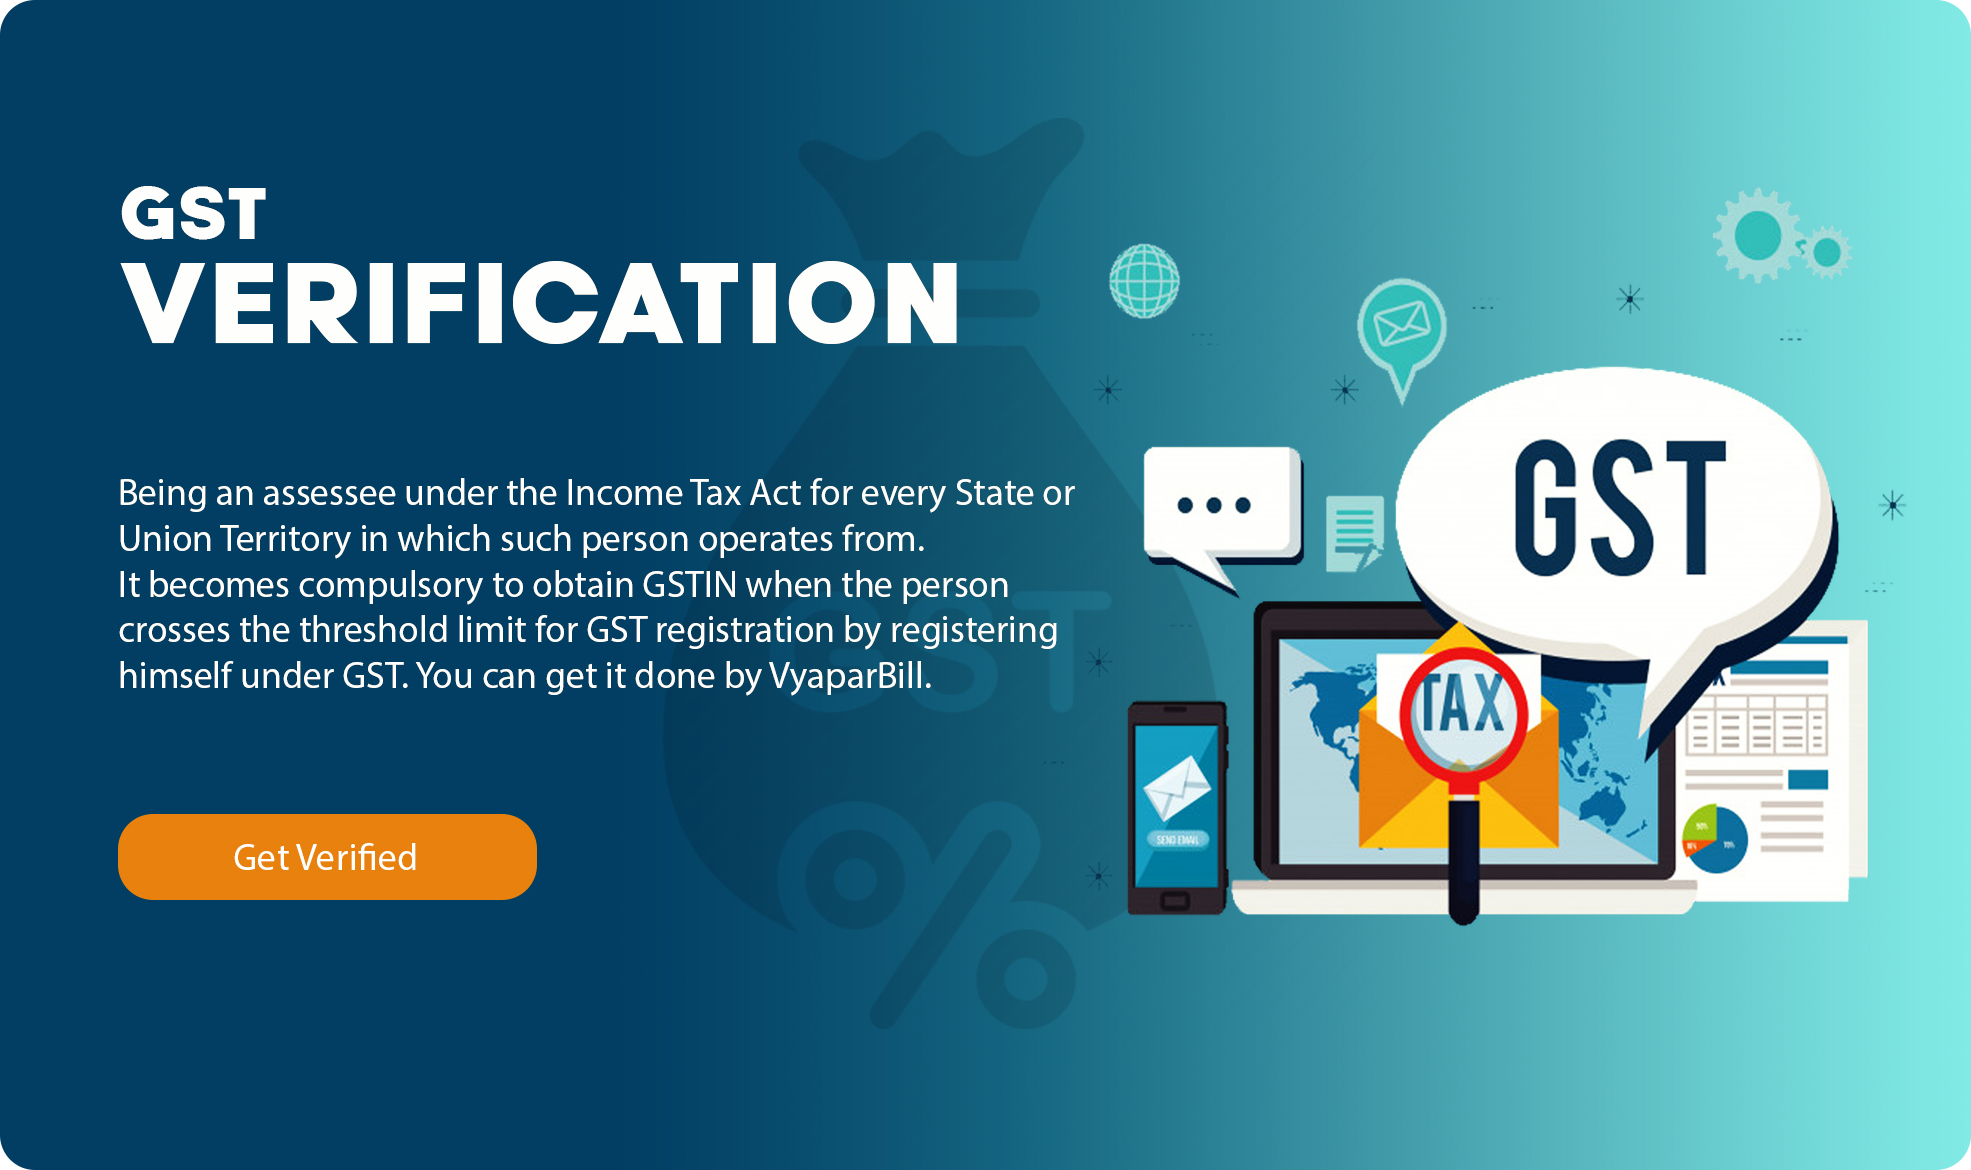 GST
VERIFICATION
Being an assessee under the Income Tax Act for every State or
Union Territory in which such person operates from.
It becomes compulsory to obtain GSTIN when the person
crosses the threshold limit for GST registration by registering
himself under GST. You can get it done by VyaparBill.
Get Verified
GST
GST
TAX
SEND EMAIL
%